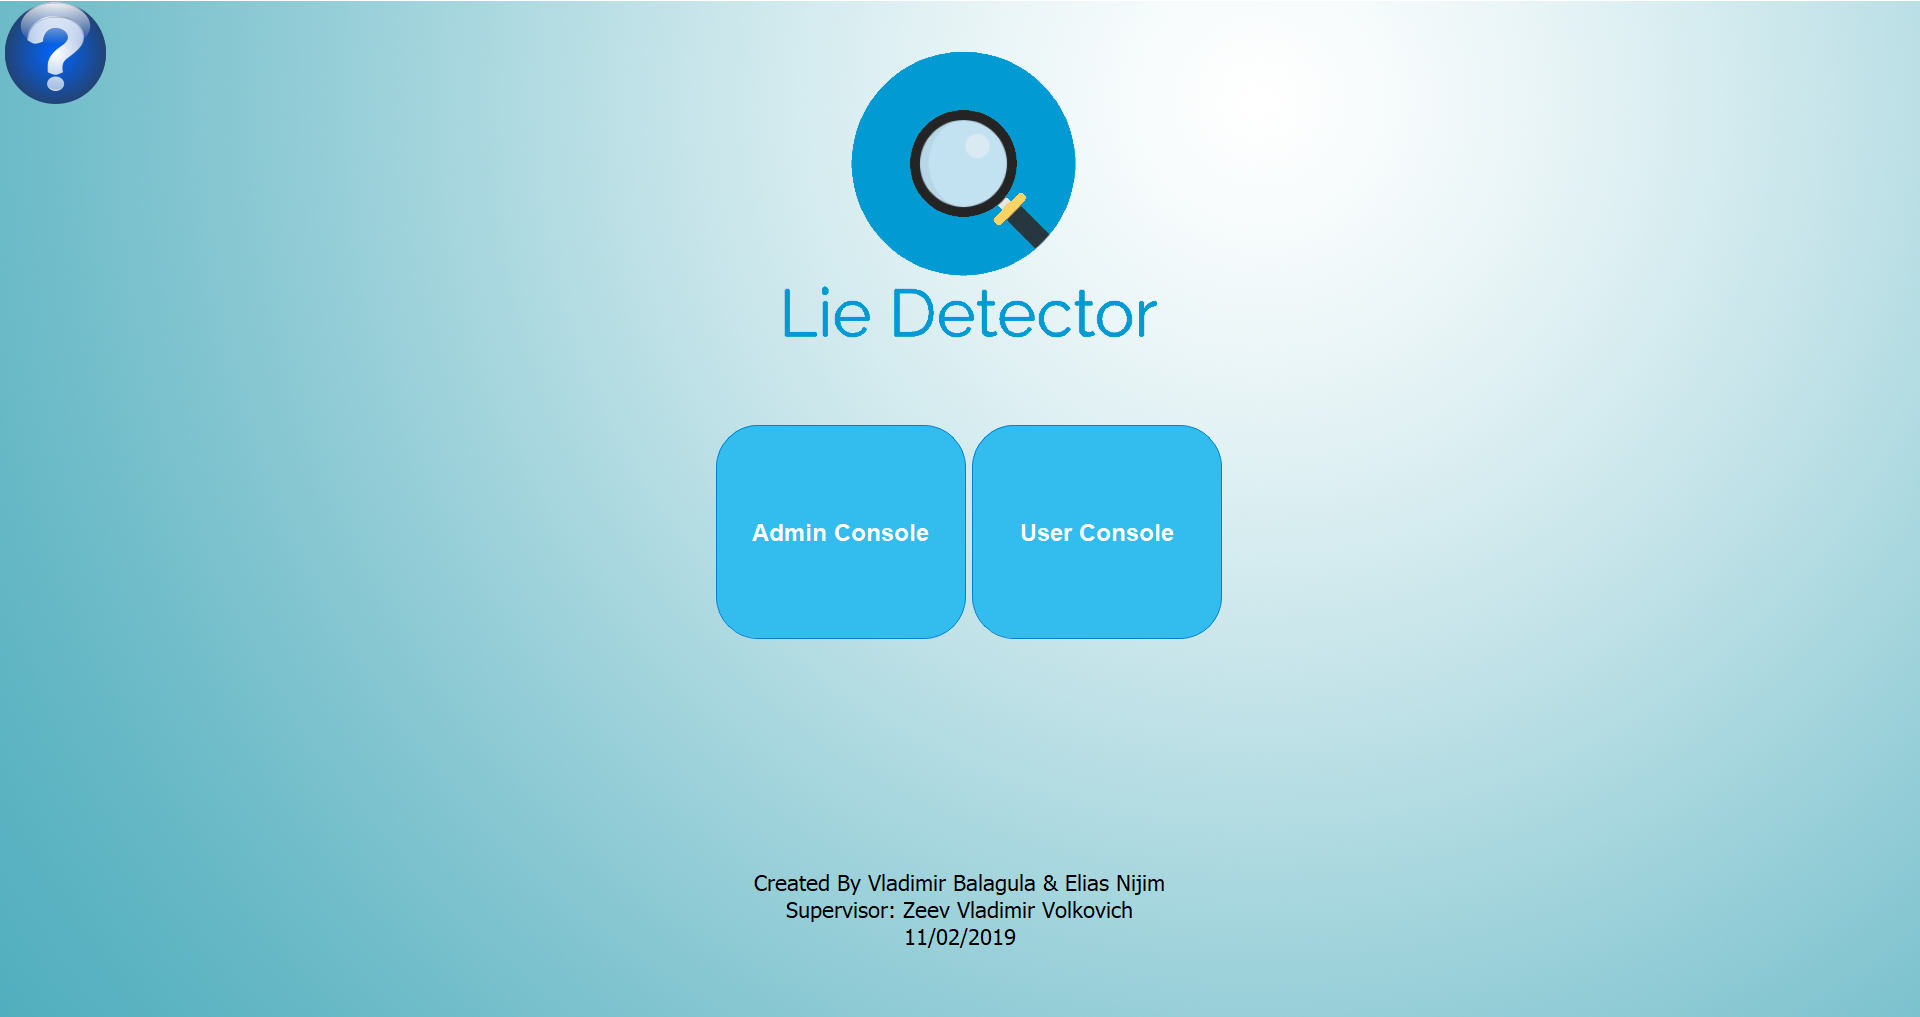 ?
Lie Detector
Admin Console
User Console
Created By Vladimir Balagula & Elias Nijim
Supervisor: Zeev Vladimir Volkovich
11/02/2019